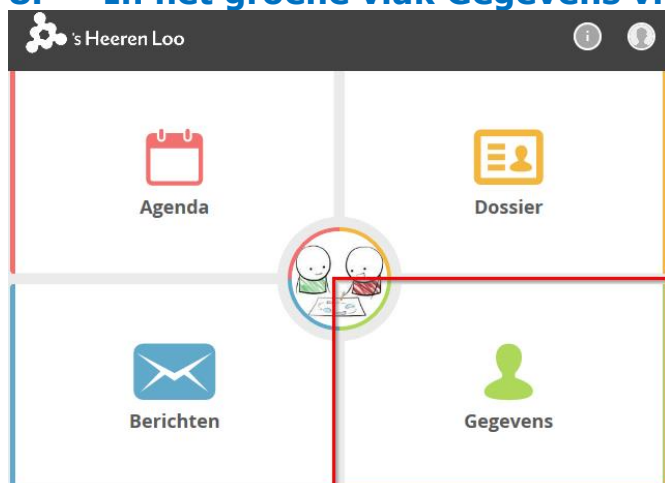 In het groene vlak Gegevens
's Heeren Loo
Agenda
Dossier
Berichten
Gegevens